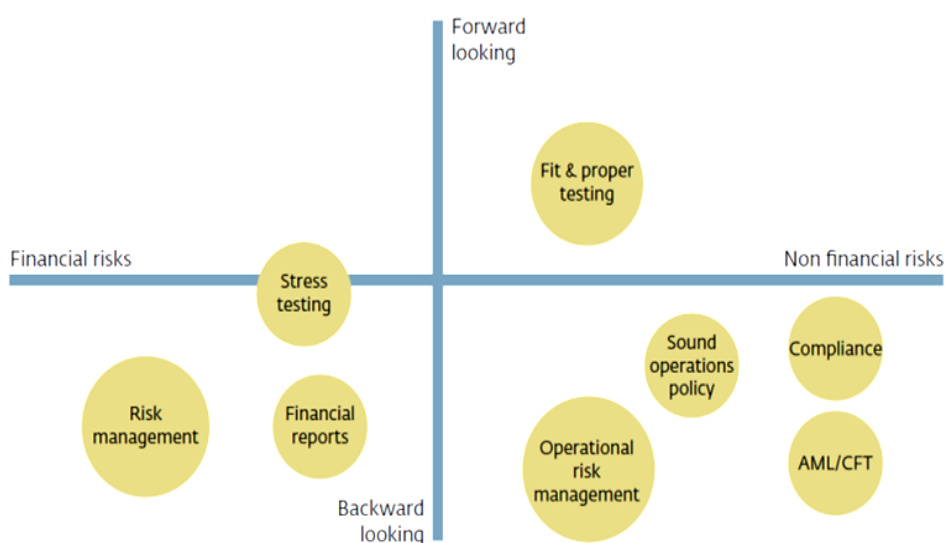 Forward
looking
Fit & proper
testing
Financial risks
Non financial risks
Stress
testing
Sound
operations
policy
Compliance
Risk
management
Financial
reports
Operational
risk
management
AML/CFT
Backward
looking